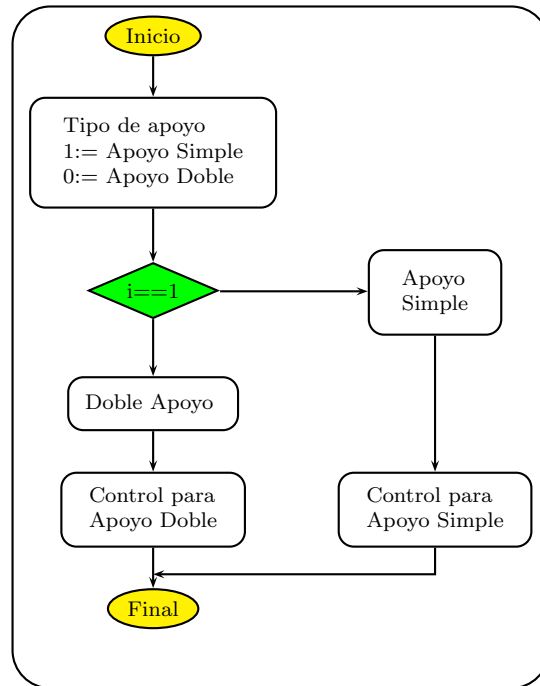 Inicio
Tipo de apoyo
1:= Apoyo Simple
0:= Apoyo Doble
i==1
Apoyo
Simple
Doble Apoyo
Control para
Apoyo Doble
Control para
Apoyo Simple
Final